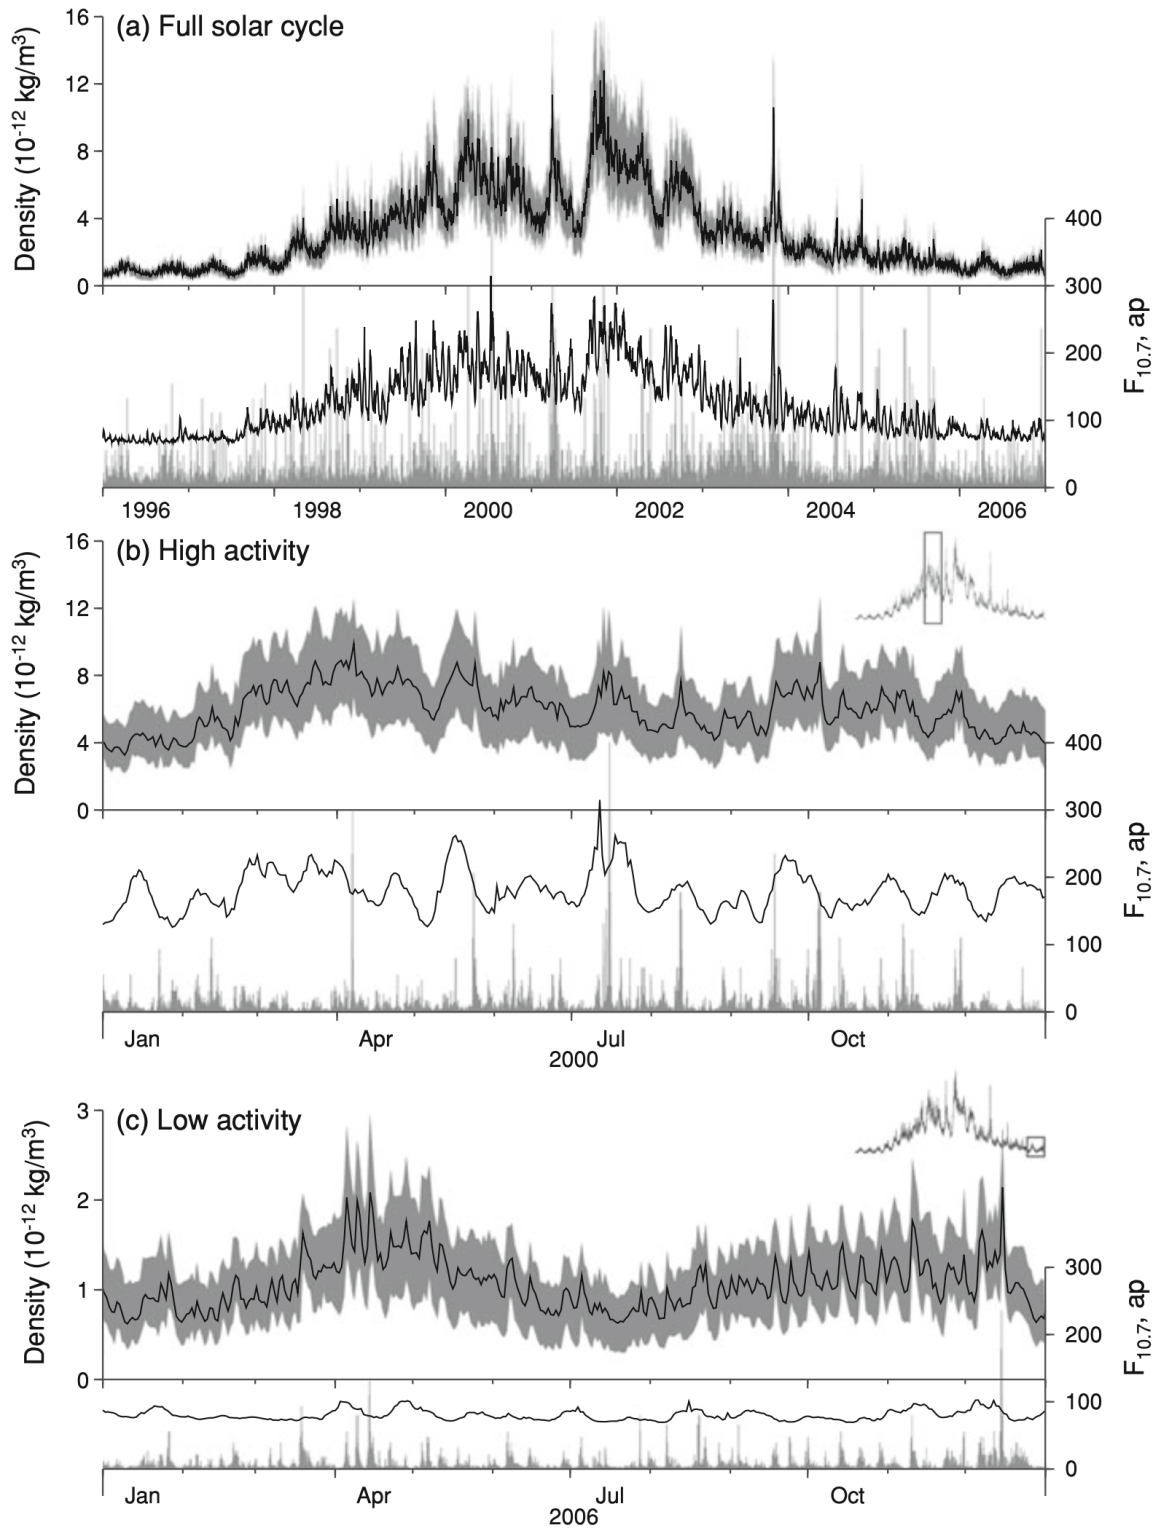 (a) Full solar cycle
Density (10⁻¹² kg/m³)
16
12
8
4
0
400
300
200
100
0
F₁₀.₇, ap
1996 1998 2000 2002 2004 2006
(b) High activity
Density (10⁻¹² kg/m³)
16
12
8
4
0
400
300
200
100
0
F₁₀.₇, ap
Jan Apr Jul Oct
2000
(c) Low activity
Density (10⁻¹² kg/m³)
3
2
1
0
300
200
100
0
F₁₀.₇, ap
Jan Apr Jul Oct
2006